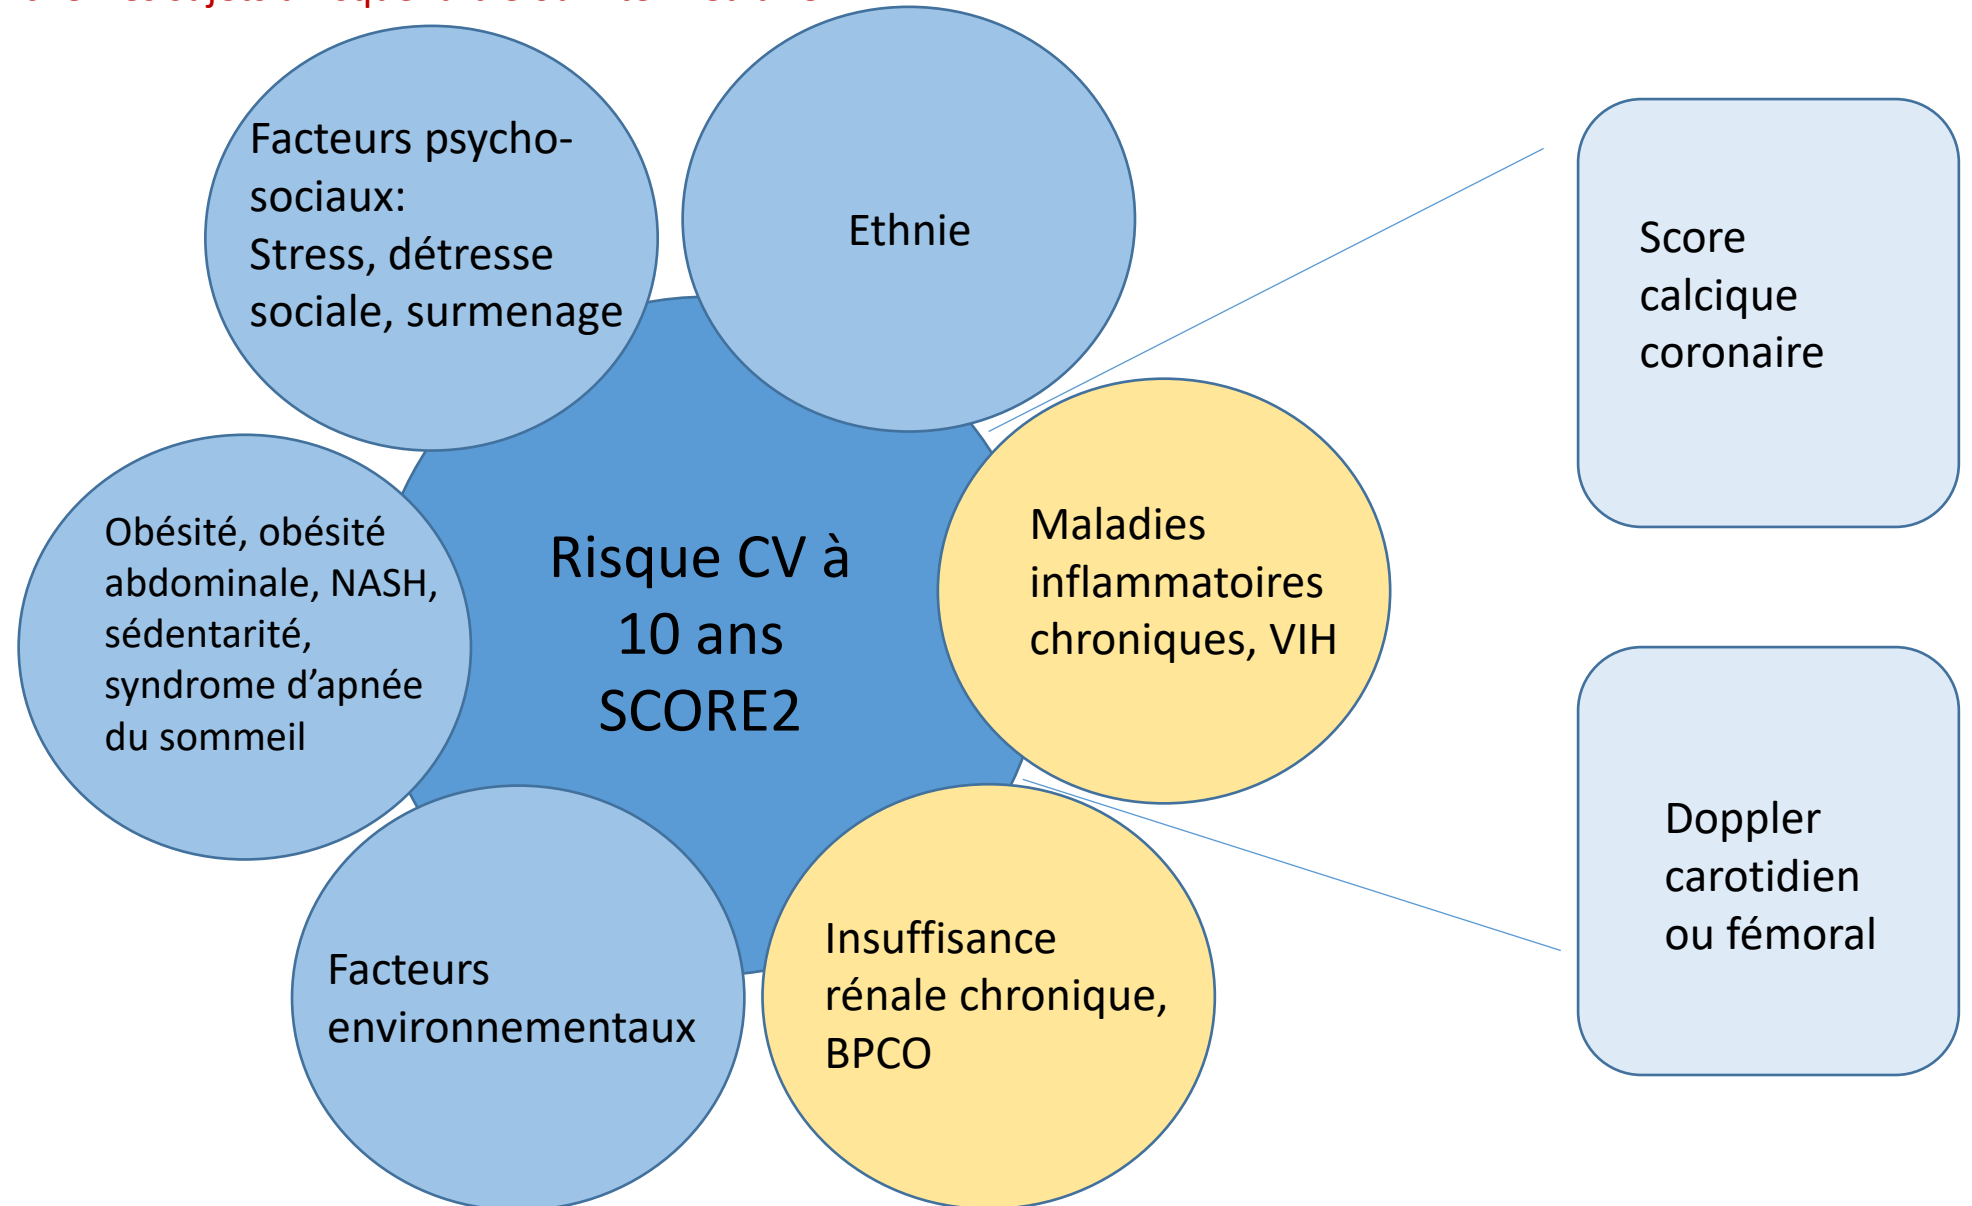 Facteurs psycho-
sociaux:
Stress, détresse
sociale, surmenage
Ethnie
Score
calcique
coronaire
Obésité, obésité
abdominale, NASH,
sédentarité,
syndrome d’apnée
du sommeil
Risque CV à
10 ans
SCORE2
Maladies
inflammatoires
chroniques, VIH
Facteurs
environnementaux
Insuffisance
rénale chronique,
BPCO
Doppler
carotidien
ou fémoral